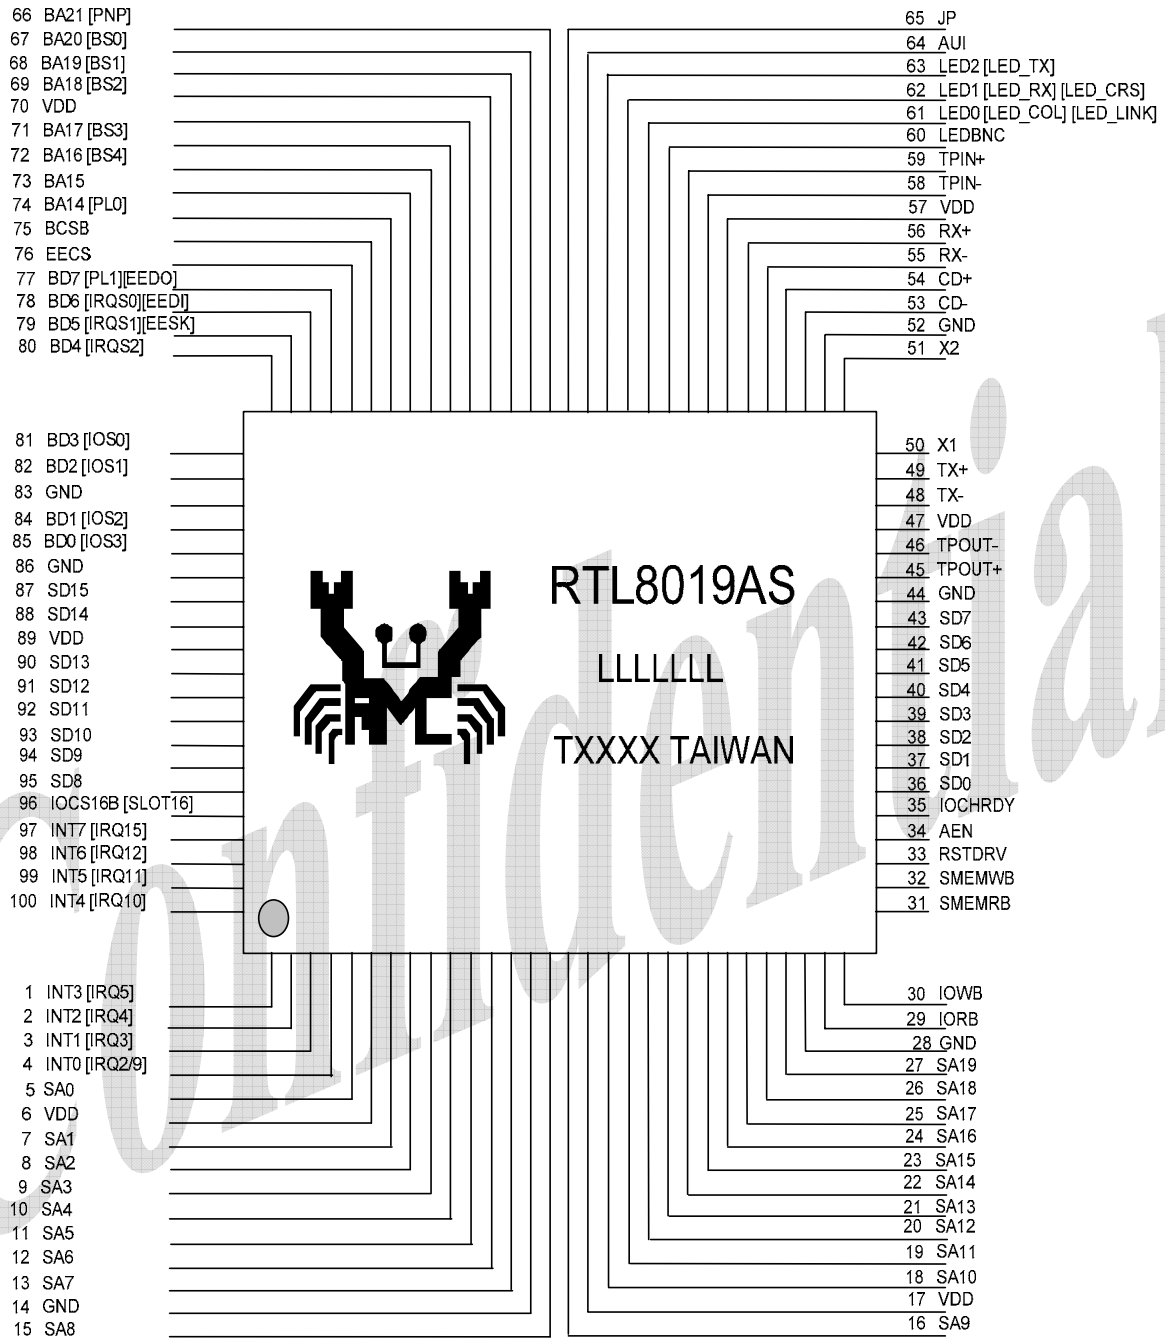 66 BA21 [PNP]
67 BA20 [BS0]
68 BA19 [BS1]
69 BA18 [BS2]
70 VDD
71 BA17 [BS3]
72 BA16 [BS4]
73 BA15
74 BA14 [PL0]
75 BCSB
76 EECS
77 BD7 [PL1][EEDO]
78 BD6 [IRQS0][EEDI]
79 BD5 [IRQS1][EESK]
80 BD4 [IRQS2]
65 JP
64 AUI
63 LED2 [LED_TX]
62 LED1 [LED_RX] [LED_CRS]
61 LED0 [LED_COL] [LED_LINK]
60 LEDBNC
59 TPIN+
58 TPIN-
57 VDD
56 RX+
55 RX-
54 CD+
53 CD-
52 GND
51 X2
81 BD3 [IOS0]
82 BD2 [IOS1]
83 GND
84 BD1 [IOS2]
85 BD0 [IOS3]
86 GND
87 SD15
88 SD14
89 VDD
90 SD13
91 SD12
92 SD11
93 SD10
94 SD9
95 SD8
96 IOCS16B [SLOT16]
97 INT7 [IRQ15]
98 INT6 [IRQ12]
99 INT5 [IRQ11]
100 INT4 [IRQ10]
RTL8019AS
LLLLLLL
TXXXX TAIWAN
50 X1
49 TX+
48 TX-
47 VDD
46 TPOUT-
45 TPOUT+
44 GND
43 SD7
42 SD6
41 SD5
40 SD4
39 SD3
38 SD2
37 SD1
36 SD0
35 IOCHRDY
34 AEN
33 RSTDRV
32 SMEMWB
31 SMEMRB
1 INT3 [IRQ5]
2 INT2 [IRQ4]
3 INT1 [IRQ3]
4 INT0 [IRQ2/9]
5 SA0
6 VDD
7 SA1
8 SA2
9 SA3
10 SA4
11 SA5
12 SA6
13 SA7
14 GND
15 SA8
30 IOWB
29 IORB
28 GND
27 SA19
26 SA18
25 SA17
24 SA16
23 SA15
22 SA14
21 SA13
20 SA12
19 SA11
18 SA10
17 VDD
16 SA9
Confidential